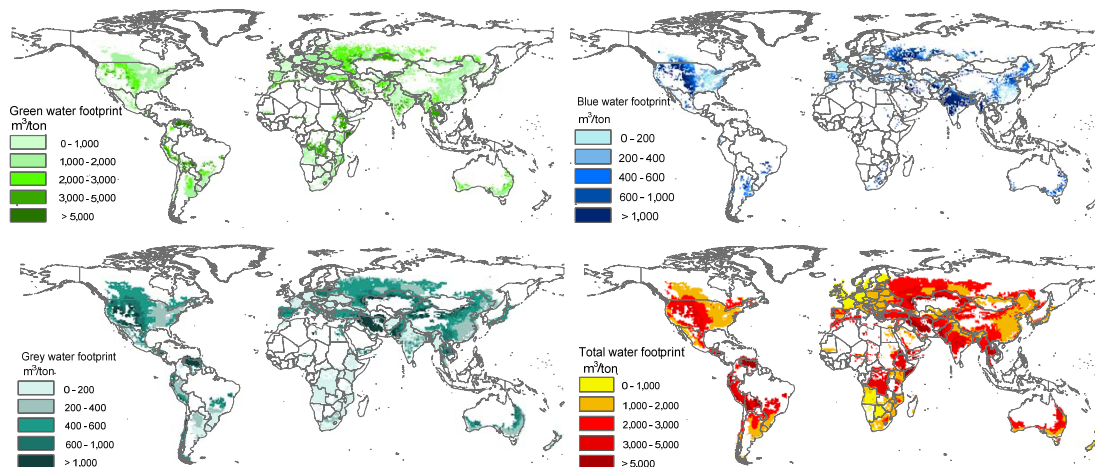 Green water footprint
m³/ton
0 – 1,000
1,000 – 2,000
2,000 – 3,000
3,000 – 5,000
> 5,000
Blue water footprint
m³/ton
0 – 200
200 – 400
400 – 600
600 – 1,000
> 1,000
Grey water footprint
m³/ton
0 – 200
200 – 400
400 – 600
600 – 1,000
> 1,000
Total water footprint
m³/ton
0 – 1,000
1,000 – 2,000
2,000 – 3,000
3,000 – 5,000
> 5,000